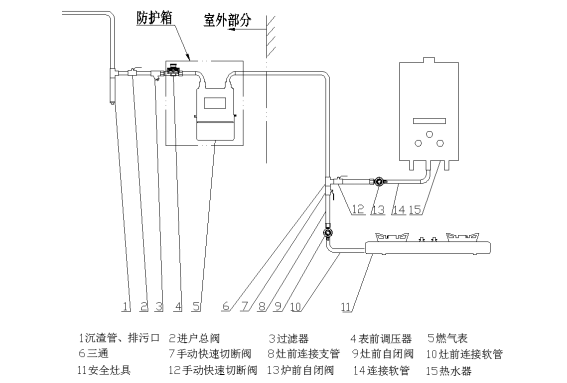 防护箱 室外部分
12 13 14 15
1 2 3 4 5 6 7 8 9 10 11
1沉渣管、排污口 2进户总阀 3过滤器 4表前调压器 5燃气表
6三通 7手动快速切断阀 8灶前连接支管 9灶前自闭阀 10灶前连接软管
11安全灶具 12手动快速切断阀 13炉前自闭阀 14连接软管 15热水器